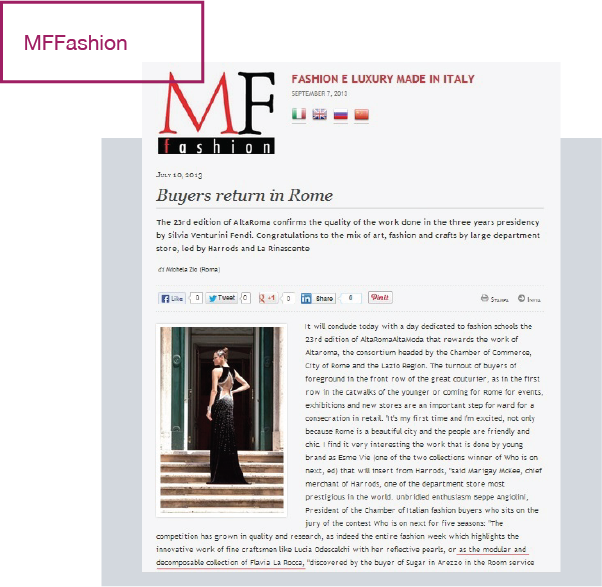 MFFashion
MF
fashion
FASHION E LUXURY MADE IN ITALY
SEPTEMBER 7, 2013
July 10, 2013
Buyers return in Rome
The 23rd edition of AltaRoma confirms the quality of the work done in the three years presidency
by Silvia Venturini Fendi. Congratulations to the mix of art, fashion and crafts by large department
store, led by Harrods and La Rinascente
di Michela Zio (Roma)
Like 0 Tweet 0 +1 0 Share 6 Pinit Stampa Invia
It will conclude today with a day dedicated to fashion schools the
23rd edition of AltaRomaAltaModa that rewards the work of
Altaroma, the consortium headed by the Chamber of Commerce,
City of Rome and the Lazio Region. The turnout of buyers of
foreground in the front row of the great couturier, as in the first
row in the catwalks of the younger or coming for Rome for events,
exhibitions and new stores are an important step forward for a
consecration in retail. "It's my first time and I'm excited, not only
because Rome is a beautiful city and the people are friendly and
chic. I find it very interesting the work that is done by young
brand as Esme Vie (one of the two collections winner of Who is on
next, ed) that will insert from Harrods, "said Marigay Mckee, chief
merchant of Harrods, one of the department store most
prestigious in the world. unbridled enthusiasm Beppe Angiolini,
President of the Chamber of Italian fashion buyers who sits on the
jury of the contest Who is on next for five seasons: "The
competition has grown in quality and research, as indeed the entire fashion week which highlights the
innovative work of fine craftsmen like Lucia Odescalchi with her reflective pearls, or as the modular and
decomposable collection of Flavia La Rocca, "discovered by the buyer of Sugar in Arezzo in the Room service